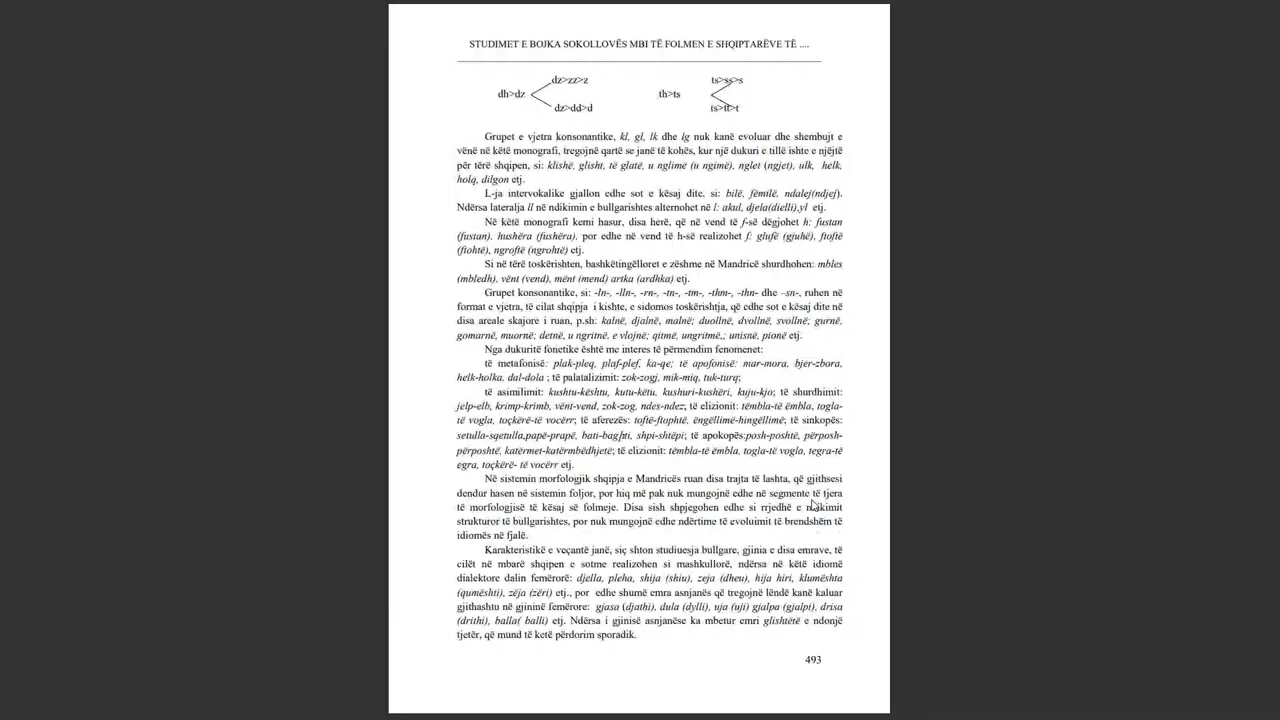 STUDIMET E BOJKA SOKOLLOVËS MBI TË FOLMEN E SHQIPTARËVE TË ....
dz>zz>z ts>ss>s
dh>dz th>ts
dz>dd>d ts>tt>t
Grupet e vjetra konsonantike, kl, gl, lk dhe lg nuk kanë evoluar dhe shembujt e
vënë në këtë monografi, tregojnë qartë se janë të kohës, kur një dukuri e tillë ishte e njëjtë
për tërë shqipen, si: klishë, glisht, të glatë, u nglimë (u ngimë), nglet (ngjet), ulk, helk,
holq, dilgon etj.
L-ja intervokalike gjallon edhe sot e kësaj dite, si: bilë, fëmilë, ndalej(ndjej).
Ndërsa lateralja ll në ndikimin e bullgarishtes alternohet në l: akul, djela(dielli),yl etj.
Në këtë monografi kemi hasur, disa herë, që në vend të f-së dëgjohet h: fustan
(fustan), hushëra (fushëra), por edhe në vend të h-së realizohet f: glufë (gjuhë), ftoftë
(ftohtë), ngroftë (ngrohtë) etj.
Si në tërë toskërishten, bashkëtingëlloret e zëshme në Mandricë shurdhohen: mbles
(mbledh), vënt (vend), mënt (mend) artka (ardhka) etj.
Grupet konsonantike, si: -ln-, -lln-, -rn-, -tn-, -tm-, -thm-, -thn- dhe –sn-, ruhen në
format e vjetra, të cilat shqipja i kishte, e sidomos toskërishtja, që edhe sot e kësaj dite në
disa areale skajore i ruan, p.sh: kalnë, djalnë, malnë; duollnë, dvollnë, svollnë; gurnë,
gomarnë, muornë; detnë, u ngritnë, e vlojnë; qitmë, ungritmë,; unisnë, pionë etj.
Nga dukuritë fonetike është me interes të përmendim fenomenet:
të metafonisë: plak-pleq, plaf-plef, ka-qe; të apofonisë: mar-mora, bjer-zbora,
helk-holka, dal-dola ; të palatalizimit: zok-zogj, mik-miq, tuk-turq;
të asimilimit: kushtu-kështu, kutu-këtu, kushuri-kushëri, kuju-kjo; të shurdhimit:
jelp-elb, krimp-krimb, vënt-vend, zok-zog, ndes-ndez; të elizionit: tëmbla-të ëmbla, togla-
të vogla, toçkërë-të vocërr; të aferezës: toftë-ftophtë, ëngëllimë-hingëllimë; të sinkopës:
setulla-sqetulla,papë-prapë, bati-baghti, shpi-shtëpi; të apokopës:posh-poshtë, përposh-
përposhtë, katërmet-katërmbëdhjetë; të elizionit: tëmbla-të ëmbla, togla-të vogla, tegra-të
egra, toçkërë- të vocërr etj.
Në sistemin morfologjik shqipja e Mandricës ruan disa trajta të lashta, që gjithsesi
dendur hasen në sistemin foljor, por hiq më pak nuk mungojnë edhe në segmente të tjera
të morfologjisë të kësaj së folmeje. Disa sish shpjegohen edhe si rrjedhë e ndikimit
strukturor të bullgarishtes, por nuk mungojnë edhe ndërtime të evoluimit të brendshëm të
idiomës në fjalë.
Karakteristikë e veçantë janë, siç shton studiuesja bullgare, gjinia e disa emrave, të
cilët në mbarë shqipen e sotme realizohen si mashkullorë, ndërsa në këtë idiomë
dialektore dalin femërorë: djella, pleha, shija (shiu), zeja (dheu), hija hiri, klumështa
(qumështi), zëja (zëri) etj., por edhe shumë emra asnjanës që tregojnë lëndë kanë kaluar
gjithashtu në gjininë femërore: gjasa (djathi), dula (dylli), uja (uji) gjalpa (gjalpi), drisa
(drithi), balla( balli) etj. Ndërsa i gjinisë asnjanëse ka mbetur emri glishtëtë e ndonjë
tjetër, që mund të ketë përdorim sporadik.
493